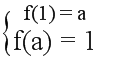 f(1) = a
f(a) = 1